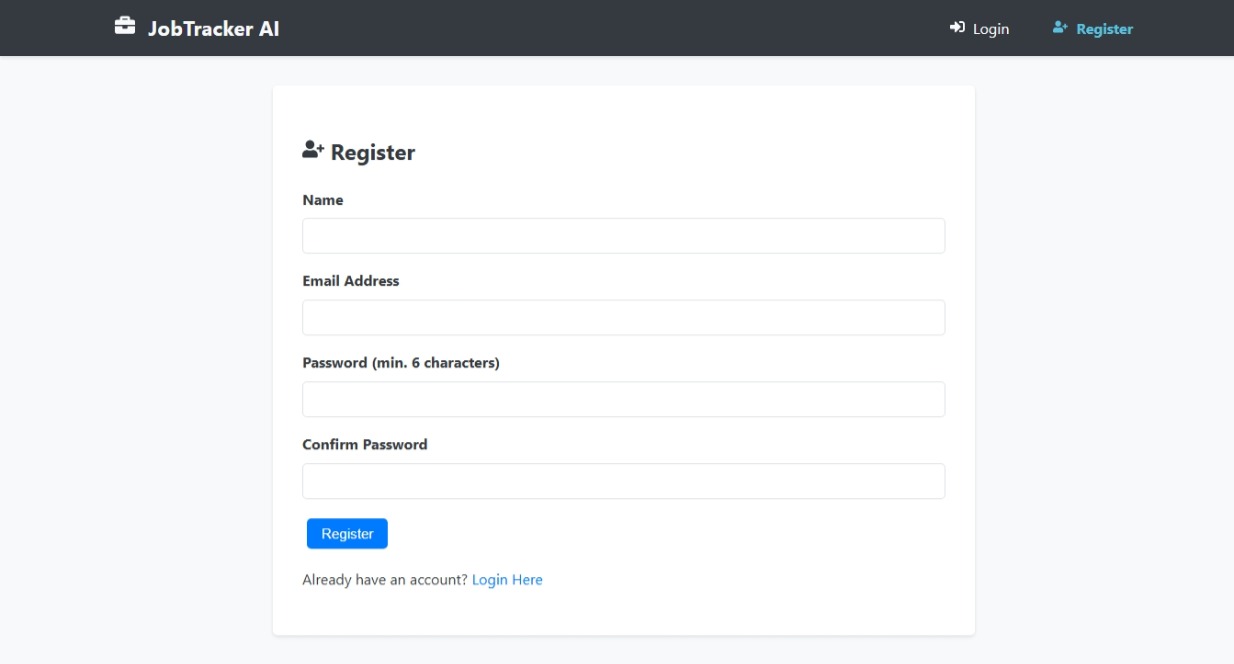 JobTracker AI
Login
Register
Register
Name
Email Address
Password (min. 6 characters)
Confirm Password
Register
Already have an account? Login Here